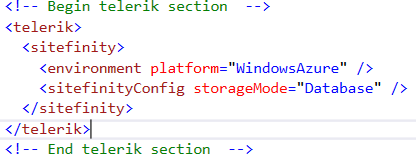 <!-- Begin telerik section  -->
<telerik>
  <sitefinity>
    <environment platform="WindowsAzure" />
    <sitefinityConfig storageMode="Database" />
  </sitefinity>
</telerik>
<!-- End telerik section  -->